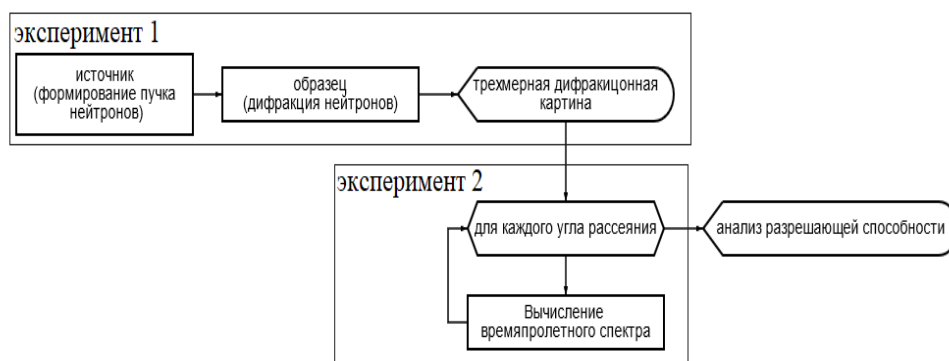 эксперимент 1
источник
(формирование пучка
нейтронов)
образец
(дифракция нейтронов)
трехмерная дифракицонная
картина
эксперимент 2
для каждого угла рассеяния
анализ разрешающей способности
Вычисление
времяпролетного спектра